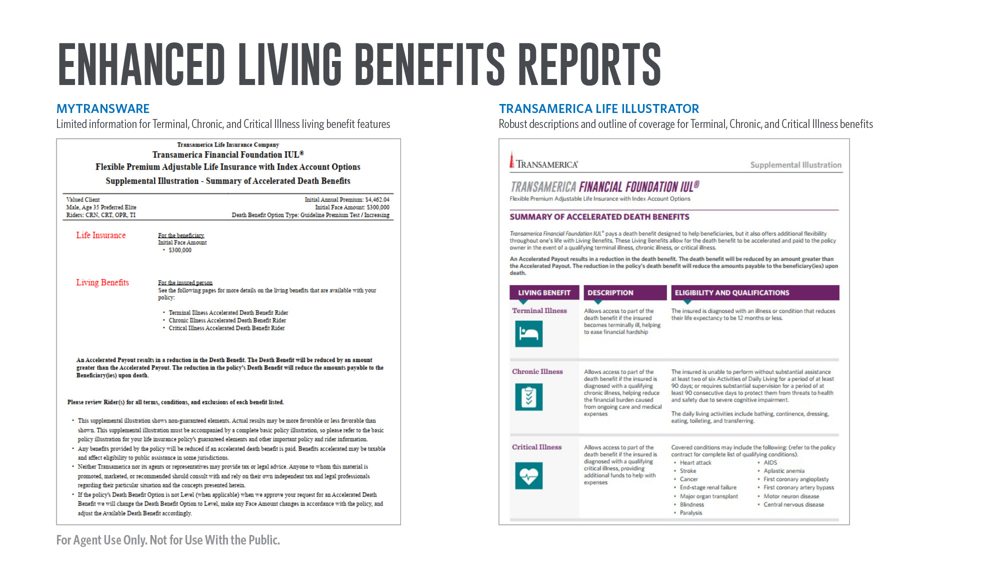 ENHANCED LIVING BENEFITS REPORTS
MYTRANSWARE
Limited information for Terminal, Chronic, and Critical Illness living benefit features
Transamerica Life Insurance Company
Transamerica Financial Foundation IUL®
Flexible Premium Adjustable Life Insurance with Index Account Options
Supplemental Illustration - Summary of Accelerated Death Benefits
Valued Client
Male, Age 35 Preferred Elite
Riders: CRN, CRT, OPR, TI
Initial Annual Premium: $4,462.04
Initial Face Amount: $300,000
Death Benefit Option Type: Guideline Premium Test / Increasing
Life Insurance
For the beneficiary
Initial Face Amount
• $300,000
Living Benefits
For the insured person
See the following pages for more details on the living benefits that are available with your
policy:
• Terminal Illness Accelerated Death Benefit Rider
• Chronic Illness Accelerated Death Benefit Rider
• Critical Illness Accelerated Death Benefit Rider
An Accelerated Payout results in a reduction in the Death Benefit. The Death Benefit will be reduced by an amount
greater than the Accelerated Payout. The reduction in the policy's Death Benefit will reduce the amounts payable to the
Beneficiary(ies) upon death.
Please review Rider(s) for all terms, conditions, and exclusions of each benefit listed.
• This supplemental illustration shows non-guaranteed elements. Actual results may be more favorable or less favorable than
shown. This supplemental illustration must be accompanied by a complete basic policy illustration, so please refer to the basic
policy illustration for your life insurance policy's guaranteed elements and other important policy and rider information.
• Any benefits provided by the policy will be reduced if an accelerated death benefit is paid. Benefits accelerated may be taxable
and affect eligibility to public assistance in some jurisdictions.
• Neither Transamerica nor its agents or representatives may provide tax or legal advice. Anyone to whom this material is
promoted, marketed, or recommended should consult with and rely on their own independent tax and legal professionals
regarding their particular situation and the concepts presented herein.
• If the policy's Death Benefit Option is not Level (when applicable) when we approve your request for an Accelerated Death
Benefit we will change the Death Benefit Option to Level, make any Face Amount changes in accordance with the policy, and
adjust the Available Death Benefit accordingly.
TRANSAMERICA LIFE ILLUSTRATOR
Robust descriptions and outline of coverage for Terminal, Chronic, and Critical Illness benefits
TRANSAMERICA®
Supplemental Illustration
TRANSAMERICA FINANCIAL FOUNDATION IUL®
Flexible Premium Adjustable Life Insurance with Index Account Options
SUMMARY OF ACCELERATED DEATH BENEFITS
Transamerica Financial Foundation IUL® pays a death benefit designed to help beneficiaries, but it also offers additional flexibility
throughout one's life with Living Benefits. These Living Benefits allow for the death benefit to be accelerated and paid to the policy
owner in the event of a qualifying terminal illness, chronic illness, or critical illness.
An Accelerated Payout results in a reduction in the death benefit. The death benefit will be reduced by an amount greater than
the Accelerated Payout. The reduction in the policy's death benefit will reduce the amounts payable to the beneficiary(ies) upon
death.
LIVING BENEFIT
DESCRIPTION
ELIGIBILITY AND QUALIFICATIONS
Terminal Illness
Allows access to part of the
death benefit if the insured
becomes terminally ill, helping
to ease financial hardship
The insured is diagnosed with an illness or condition that reduces
their life expectancy to be 12 months or less.
Chronic Illness
Allows access to part of the
death benefit if the insured is
diagnosed with a qualifying
chronic illness, helping reduce
the financial burden caused
from ongoing care and medical
expenses
The insured is unable to perform without substantial assistance
at least two of six Activities of Daily Living for a period of at least
90 days; or requires substantial supervision for a period of at
least 90 consecutive days to protect them from threats to health
and safety due to severe cognitive impairment.
The daily living activities include bathing, continence, dressing,
eating, toileting, and transferring.
Critical Illness
Allows access to part of the
death benefit if the insured is
diagnosed with a qualifying
critical illness, providing
additional funds to help with
expenses
Covered conditions may include the following: (refer to the policy
contract for complete list of qualifying conditions).
• Heart attack
• Stroke
• Cancer
• End-stage renal failure
• Major organ transplant
• Blindness
• Paralysis
• AIDS
• Aplastic anemia
• First coronary angioplasty
• First coronary artery bypass
• Motor neuron disease
• Central nervous disease
For Agent Use Only. Not for Use With the Public.